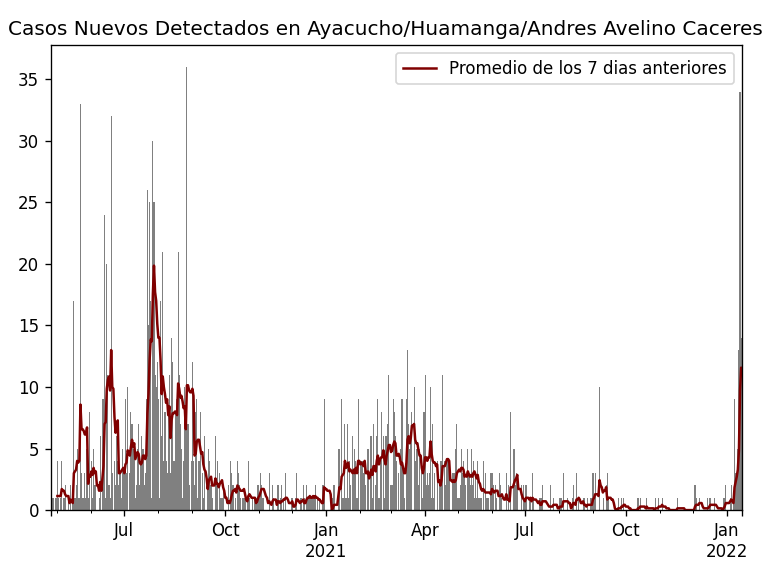 Casos Nuevos Detectados en Ayacucho/Huamanga/Andres Avelino Caceres
Promedio de los 7 dias anteriores
35
30
25
20
15
10
5
0
Jul
Oct
Jan
2021
Apr
Jul
Oct
Jan
2022